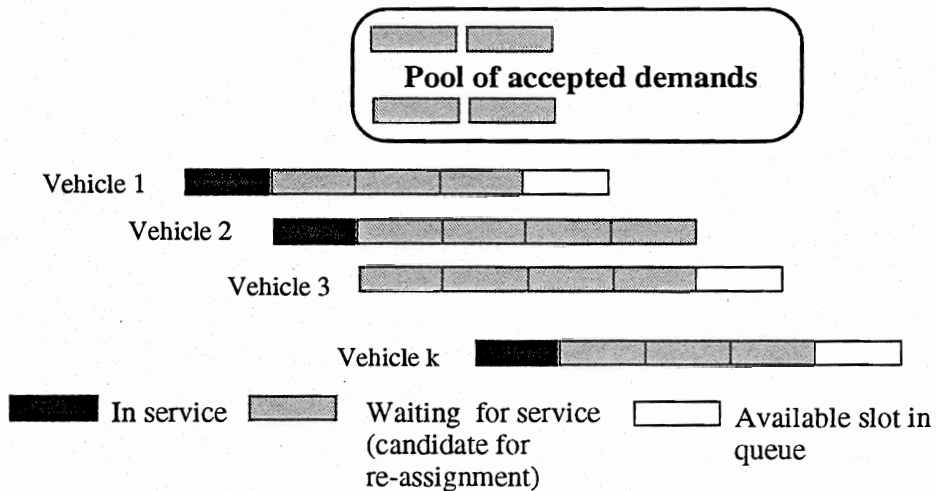 Pool of accepted demands
Vehicle 1
Vehicle 2
Vehicle 3
Vehicle k
In service
Waiting for service
(candidate for
re-assignment)
Available slot in
queue